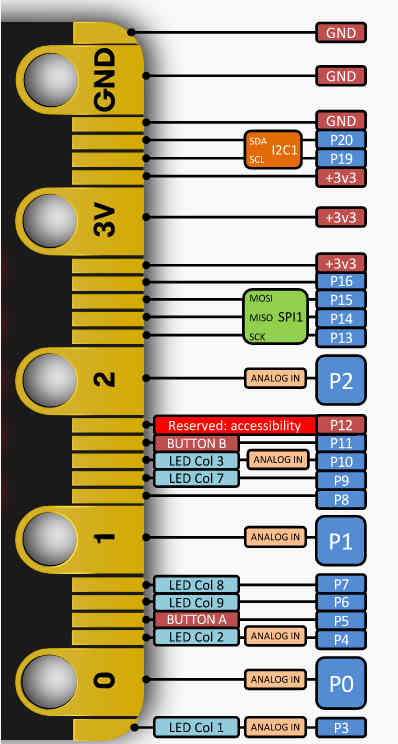 GND
GND
GND
GND
SDA I2C1 P20
SCL P19
+3v3
3V +3v3
+3v3
P16
MOSI P15
MISO SPI1 P14
SCK P13
2 ANALOG IN P2
Reserved: accessibility P12
BUTTON B P11
LED Col 3 ANALOG IN P10
LED Col 7 P9
P8
1 ANALOG IN P1
LED Col 8 P7
LED Col 9 P6
BUTTON A P5
LED Col 2 ANALOG IN P4
0 ANALOG IN P0
LED Col 1 ANALOG IN P3